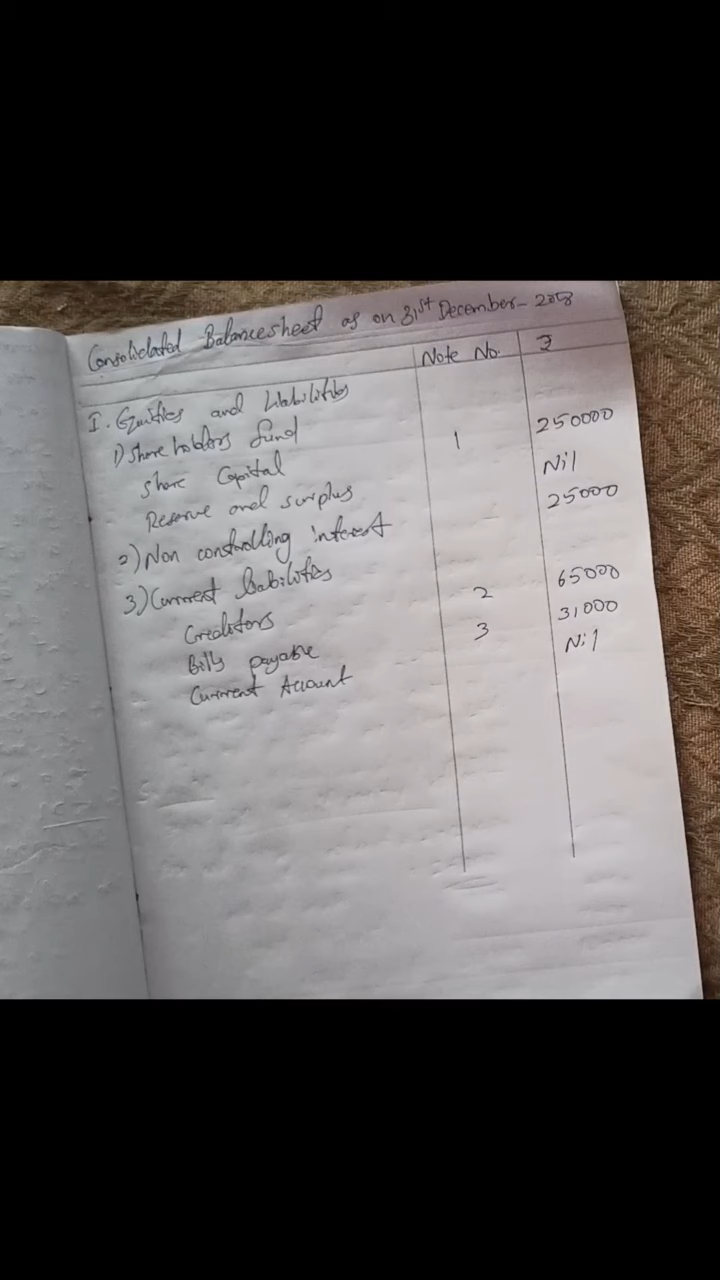 Consolidated Balancesheet as on 31st December-2018
Note No. ₹
I. Equities and Liabilities
1) Share holders fund
Share Capital 1 250000
Reserve and surplus Nil
2) Non controlling interest 25000
3) Current liabilities
Creditors 2 65000
Bills payable 3 31000
Current Account Nil